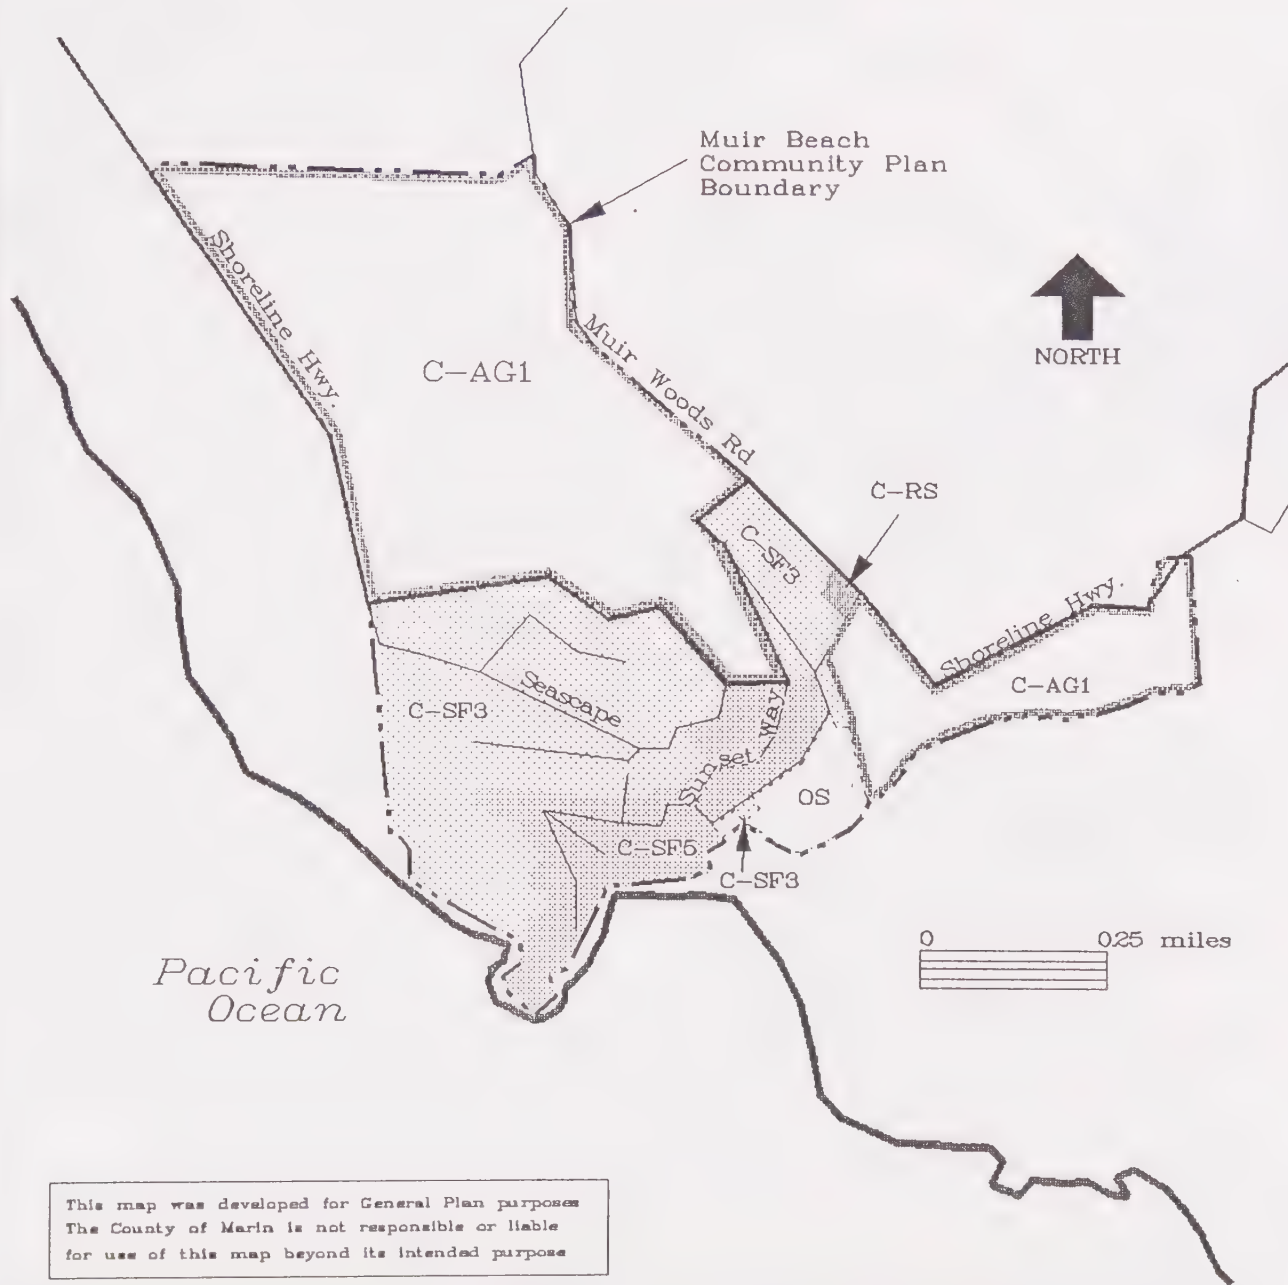 Muir Beach
Community Plan
Boundary
Shoreline Hwy.
NORTH
C-AG1
Muir Woods Rd
C-RS
C-SF3
Shoreline Hwy.
C-AG1
Seascape
C-SF3
Sunset Way
OS
C-SF5
C-SF3
0 025 miles
Pacific
Ocean
This map was developed for General Plan purposes
The County of Marin is not responsible or liable
for use of this map beyond its intended purpose